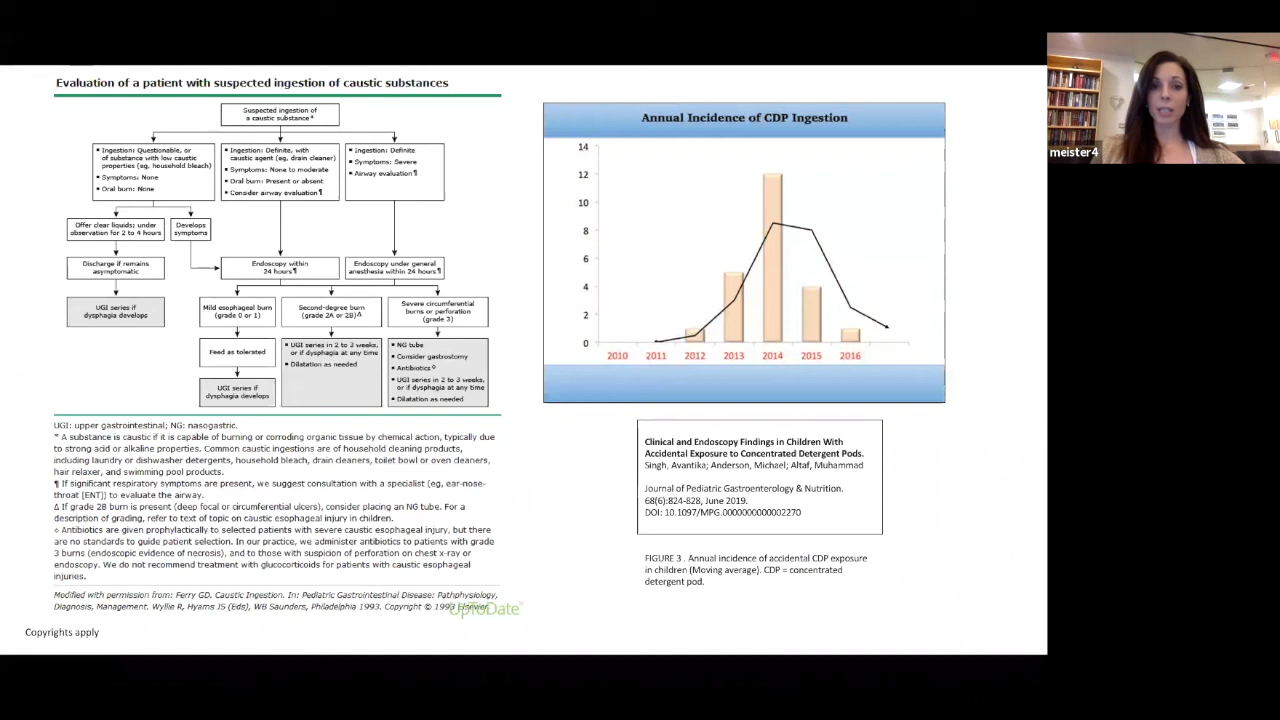 Evaluation of a patient with suspected ingestion of caustic substances
Suspected ingestion of
a caustic substance*
▪ Ingestion: Questionable, or
of substance with low caustic
properties (eg, household bleach)
▪ Symptoms: None
▪ Oral burn: None
▪ Ingestion: Definite, with
caustic agent (eg, drain cleaner)
▪ Symptoms: None to moderate
▪ Oral burn: Present or absent
▪ Consider airway evaluation¶
▪ Ingestion: Definite
▪ Symptoms: Severe
▪ Airway evaluation¶
Offer clear liquids; under
observation for 2 to 4 hours
Develops
symptoms
Discharge if remains
asymptomatic
Endoscopy within
24 hours¶
Endoscopy under general
anesthesia within 24 hours¶
UGI series if
dysphagia develops
Mild esophageal burn
(grade 0 or 1)
Second-degree burn
(grade 2A or 2B)Δ
Severe circumferential
burns or perforation
(grade 3)
Feed as tolerated
▪ UGI series in 2 to 3 weeks,
or if dysphagia at any time
▪ Dilatation as needed
▪ NG tube
▪ Consider gastrostomy
▪ Antibiotics◊
▪ UGI series in 2 to 3 weeks,
or if dysphagia at any time
▪ Dilatation as needed
UGI series if
dysphagia develops
UGI: upper gastrointestinal; NG: nasogastric.
* A substance is caustic if it is capable of burning or corroding organic tissue by chemical action, typically due
to strong acid or alkaline properties. Common caustic ingestions are of household cleaning products,
including laundry or dishwasher detergents, household bleach, drain cleaners, toilet bowl or oven cleaners,
hair relaxer, and swimming pool products.
¶ If significant respiratory symptoms are present, we suggest consultation with a specialist (eg, ear-nose-
throat [ENT]) to evaluate the airway.
Δ If grade 2B burn is present (deep focal or circumferential ulcers), consider placing an NG tube. For a
description of grading, refer to text of topic on caustic esophageal injury in children.
◊ Antibiotics are given prophylactically to selected patients with severe caustic esophageal injury, but there
are no standards to guide patient selection. In our practice, we administer antibiotics to patients with grade
3 burns (endoscopic evidence of necrosis), and to those with suspicion of perforation on chest x-ray or
endoscopy. We do not recommend treatment with glucocorticoids for patients with caustic esophageal
injuries.
Modified with permission from: Ferry GD. Caustic Ingestion. In: Pediatric Gastrointestinal Disease: Pathphysiology,
Diagnosis, Management. Wyllie R, Hyams JS (Eds), WB Saunders, Philadelphia 1993. Copyright © 1993 Elsevier.
UpToDate®
Copyrights apply
Annual Incidence of CDP Ingestion
14
12
10
8
6
4
2
0
2010 2011 2012 2013 2014 2015 2016
Clinical and Endoscopy Findings in Children With
Accidental Exposure to Concentrated Detergent Pods.
Singh, Avantika; Anderson, Michael; Altaf, Muhammad
Journal of Pediatric Gastroenterology & Nutrition.
68(6):824-828, June 2019.
DOI: 10.1097/MPG.0000000000002270
FIGURE 3 . Annual incidence of accidental CDP exposure
in children (Moving average). CDP = concentrated
detergent pod.
meister4